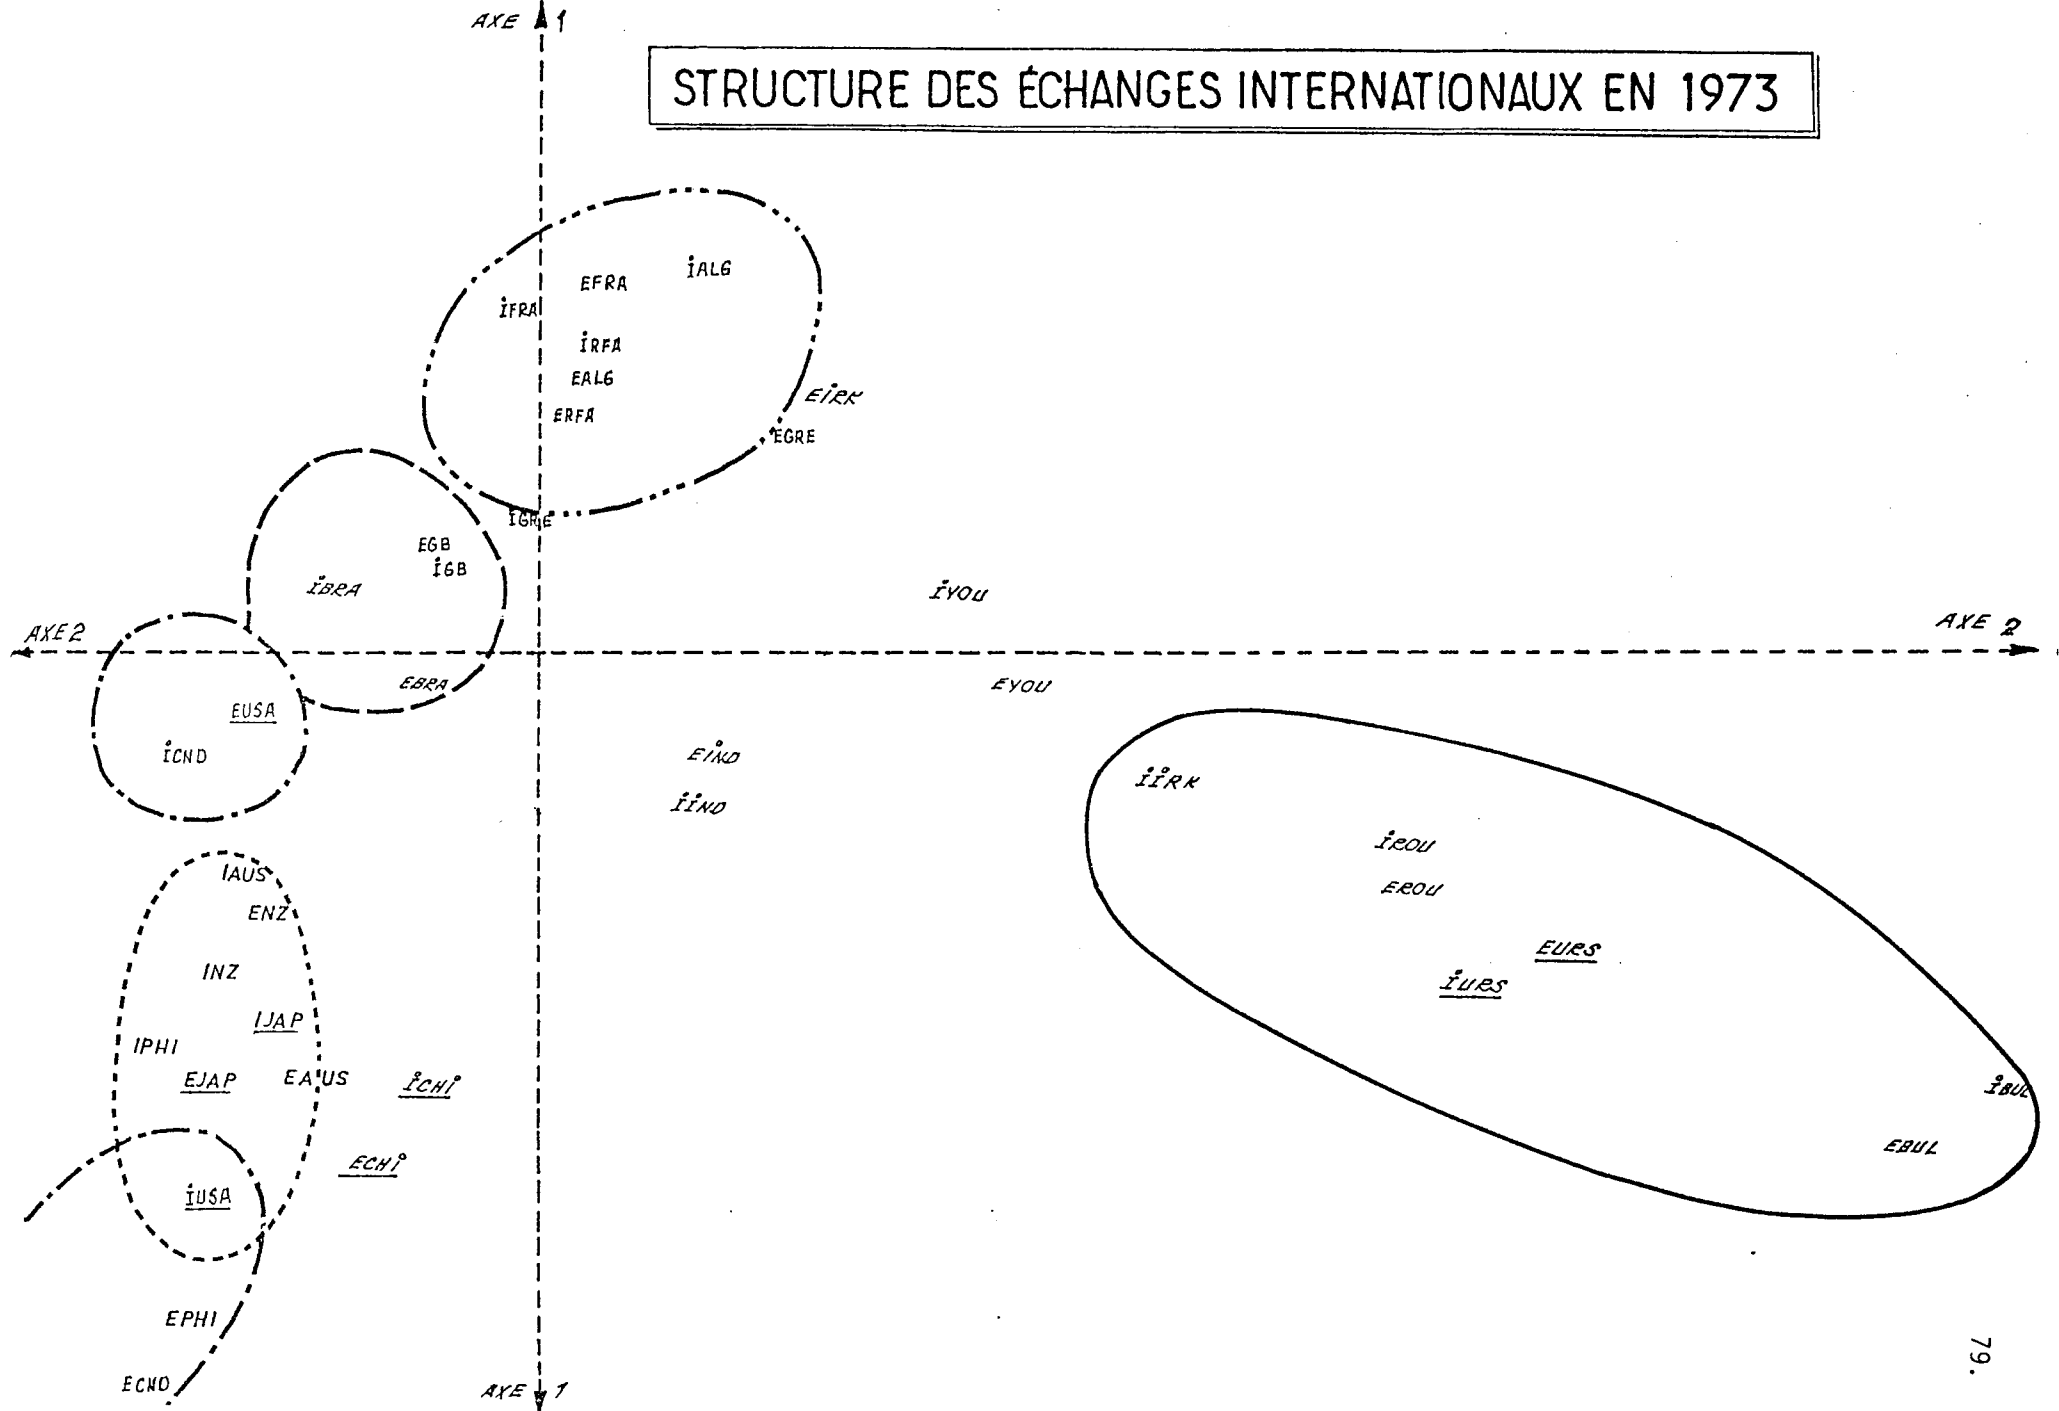 AXE 1
STRUCTURE DES ÉCHANGES INTERNATIONAUX EN 1973
IALG
EFRA
IFRA
IRFA
EALG
EIRK
ERFA
EGRE
IGRE
EGB
IGB
IBRA
IYOU
AXE 2
AXE 2
EBRA
EYOU
EUSA
ICND
EIND
IIRK
IIND
IROU
IAUS
EROU
ENZ
EURS
INZ
IURS
IJAP
IPHI
EJAP
EAUS
ICHI
IBUL
EBUL
ECHI
IUSA
EPHI
79.
ECND
AXE 1